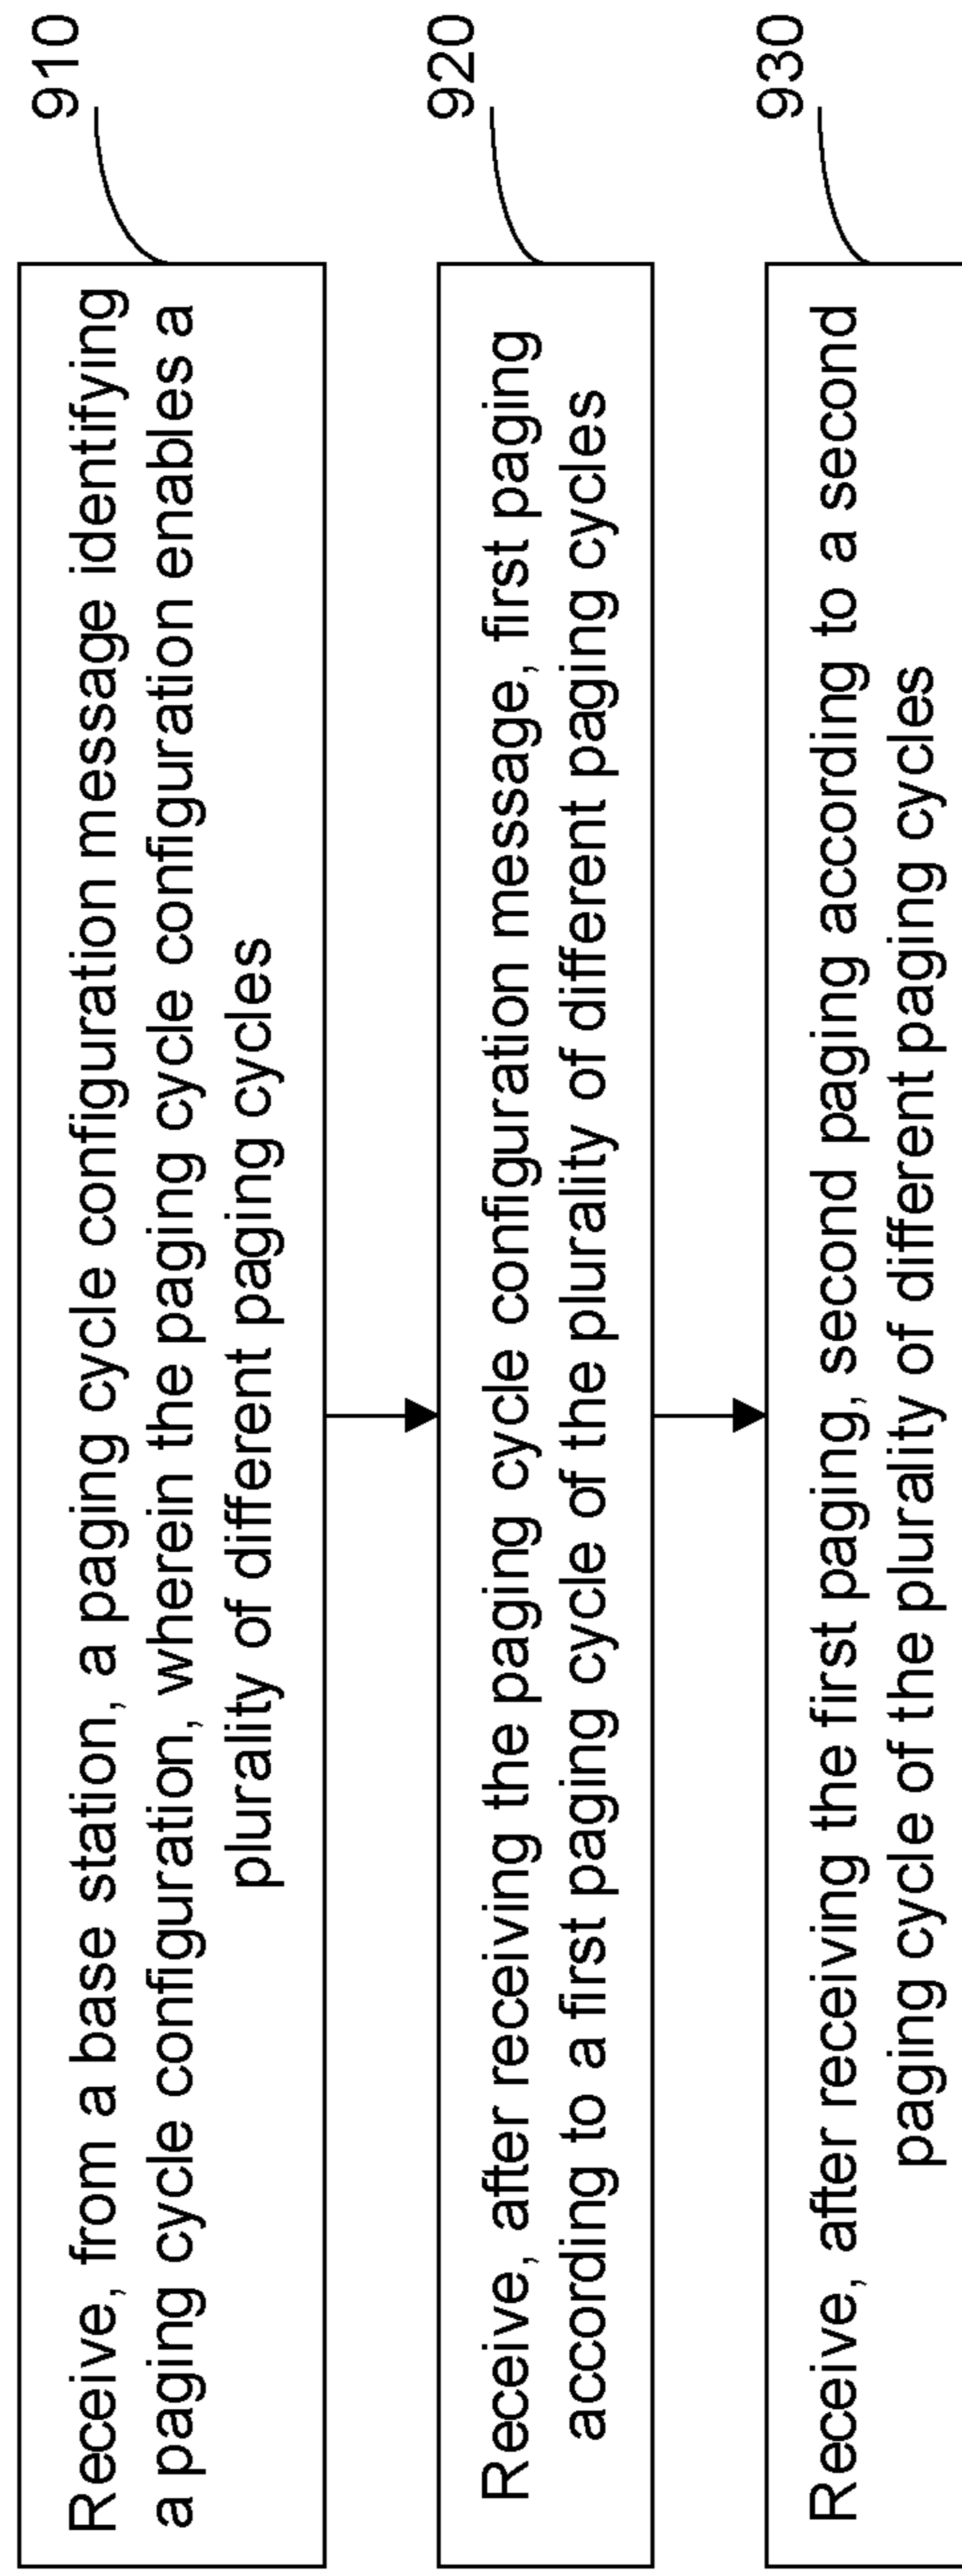 910
Receive, from a base station, a paging cycle configuration message identifying
a paging cycle configuration, wherein the paging cycle configuration enables a
plurality of different paging cycles
920
Receive, after receiving the paging cycle configuration message, first paging
according to a first paging cycle of the plurality of different paging cycles
930
Receive, after receiving the first paging, second paging according to a second
paging cycle of the plurality of different paging cycles